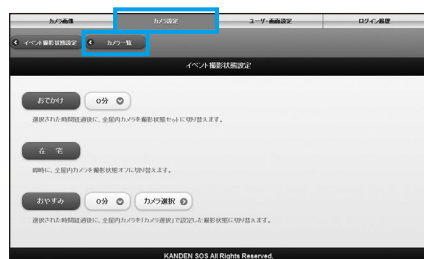 カメラ画像 カメラ設定 ユーザ・画面設定 ログイン履歴
イベント撮影状態設定 カメラ一覧
イベント撮影状態設定
おでかけ 0分
選択された時間経過後に、全屋内カメラを撮影状態セットに切り替えます。
在 宅
即時に、全屋内カメラを撮影状態オフに切り替えます。
おやすみ 0分 カメラ選択
選択された時間経過後に、全屋内カメラを「カメラ選択」で設定した撮影状態に切り替えます。
KANDEN SOS All Rights Reserved.